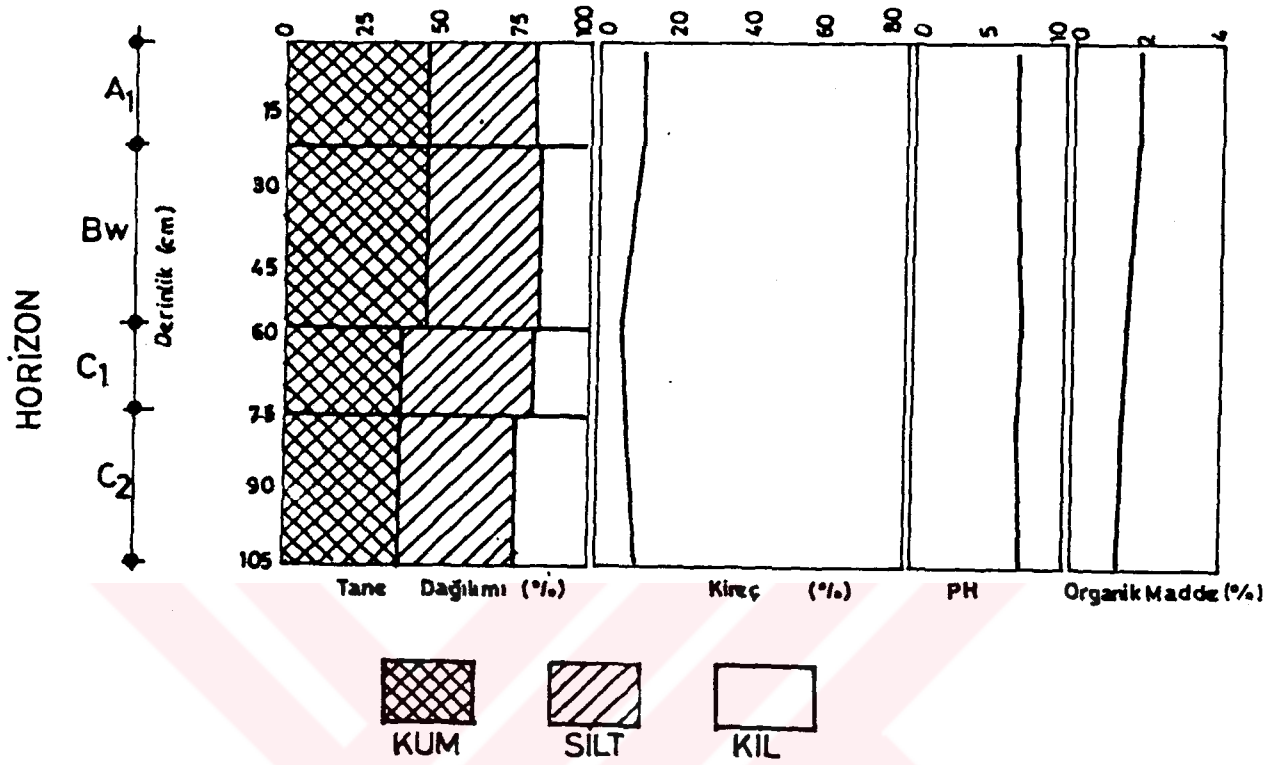 0 25 50 75 100 0 20 40 60 80 0 5 10 0 2 4
HORİZON
A1
Bw
C1
C2
Derinlik (cm)
15
30
45
60
75
90
105
Tane Dağılımı (%) Kireç (%) PH Organik Madde (%)
KUM SİLT KİL